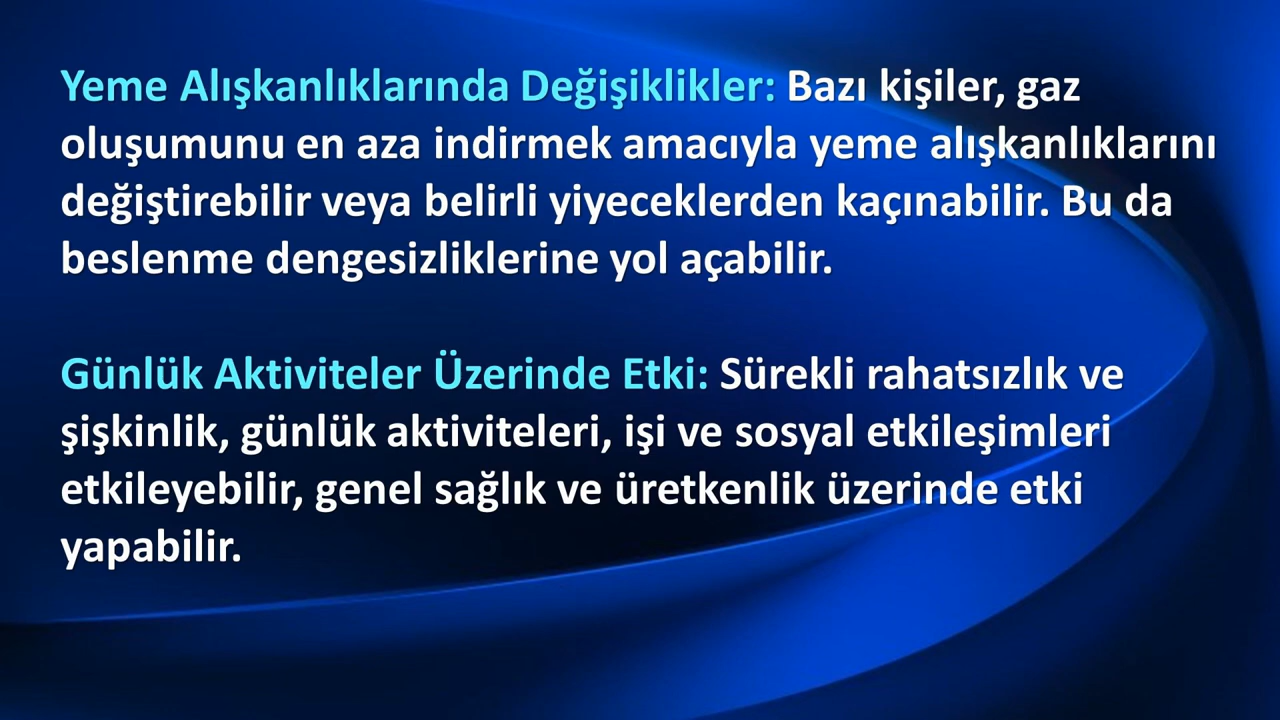 Yeme Alışkanlıklarında Değişiklikler: Bazı kişiler, gaz
oluşumunu en aza indirmek amacıyla yeme alışkanlıklarını
değiştirebilir veya belirli yiyeceklerden kaçınabilir. Bu da
beslenme dengesizliklerine yol açabilir.
Günlük Aktiviteler Üzerinde Etki: Sürekli rahatsızlık ve
şişkinlik, günlük aktiviteleri, işi ve sosyal etkileşimleri
etkileyebilir, genel sağlık ve üretkenlik üzerinde etki
yapabilir.